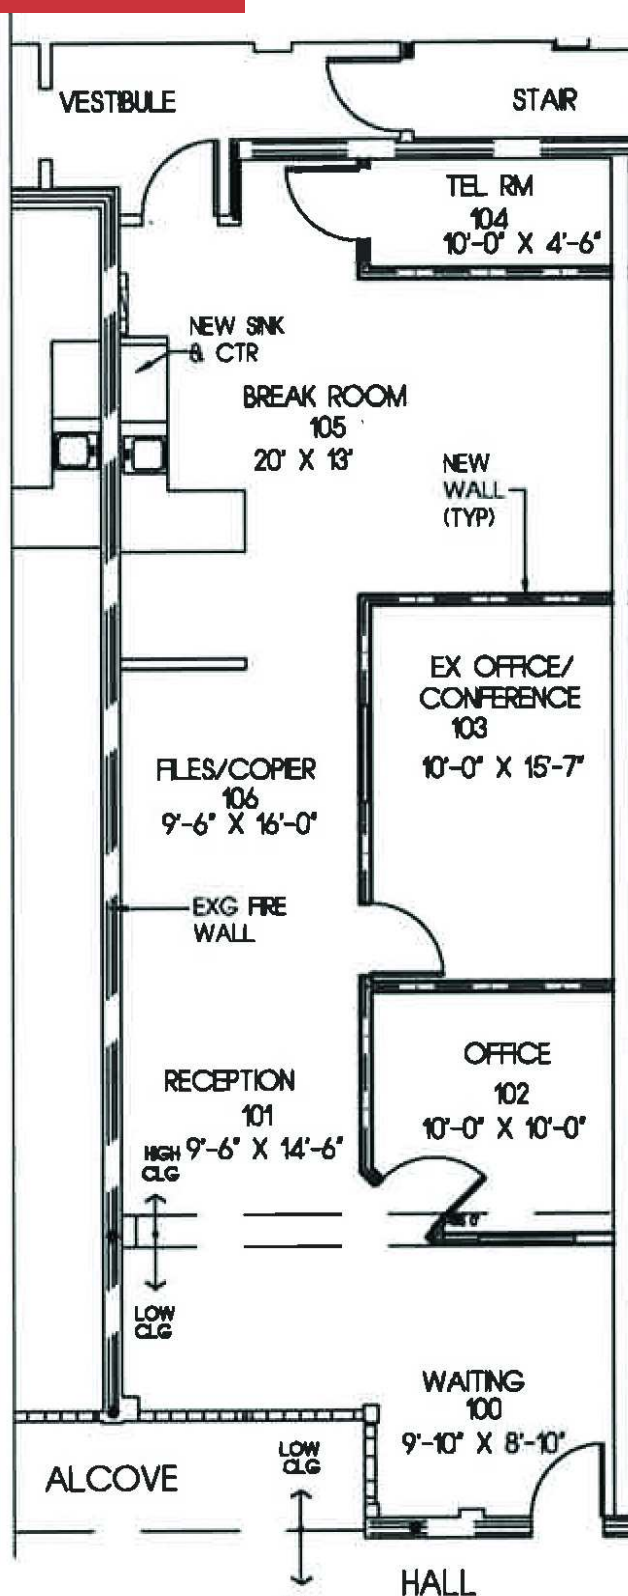 VESTIBULE
STAIR
TEL RM
104
10'-0" X 4'-6"
NEW SINK
& CTR
BREAK ROOM
105
20' X 13'
NEW
WALL
(TYP)
EX OFFICE/
CONFERENCE
103
10'-0" X 15'-7"
FILES/COPIER
106
9'-6" X 16'-0"
EXG FIRE
WALL
OFFICE
102
10'-0" X 10'-0"
RECEPTION
101
9'-6" X 14'-6"
HIGH
CLG
LOW
CLG
WAITING
100
9'-10" X 8'-10"
ALCOVE
LOW
CLG
HALL